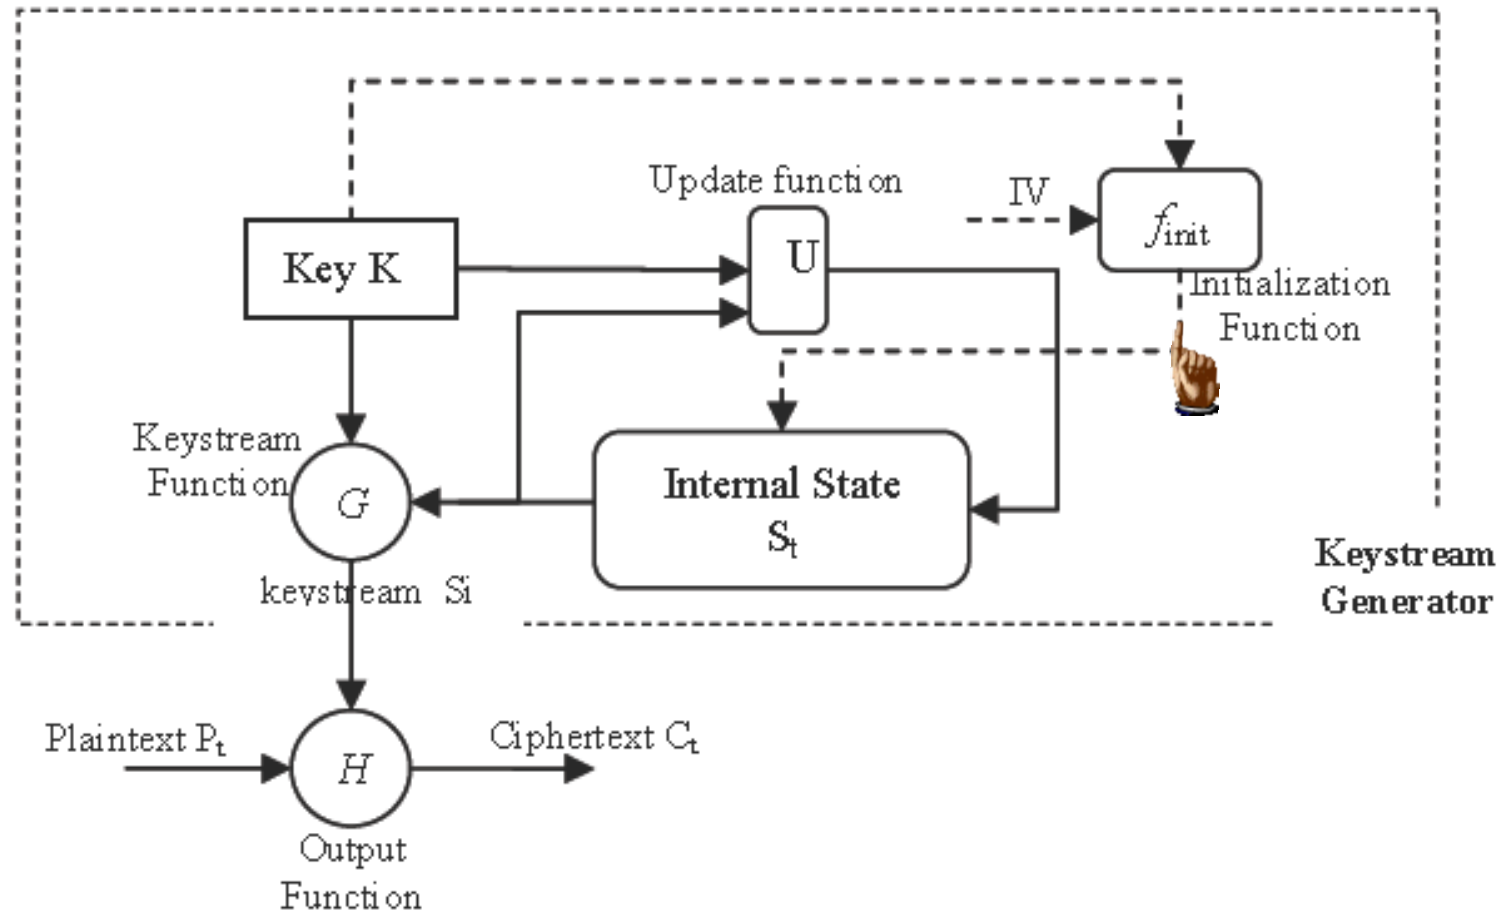 Update function
IV
f init
U
Key K
Initialization
Function
Keystream
Function
G
Internal State
St
Keystream
Generator
keystream Si
Plaintext Pt
H
Ciphertext Ct
Output
Function